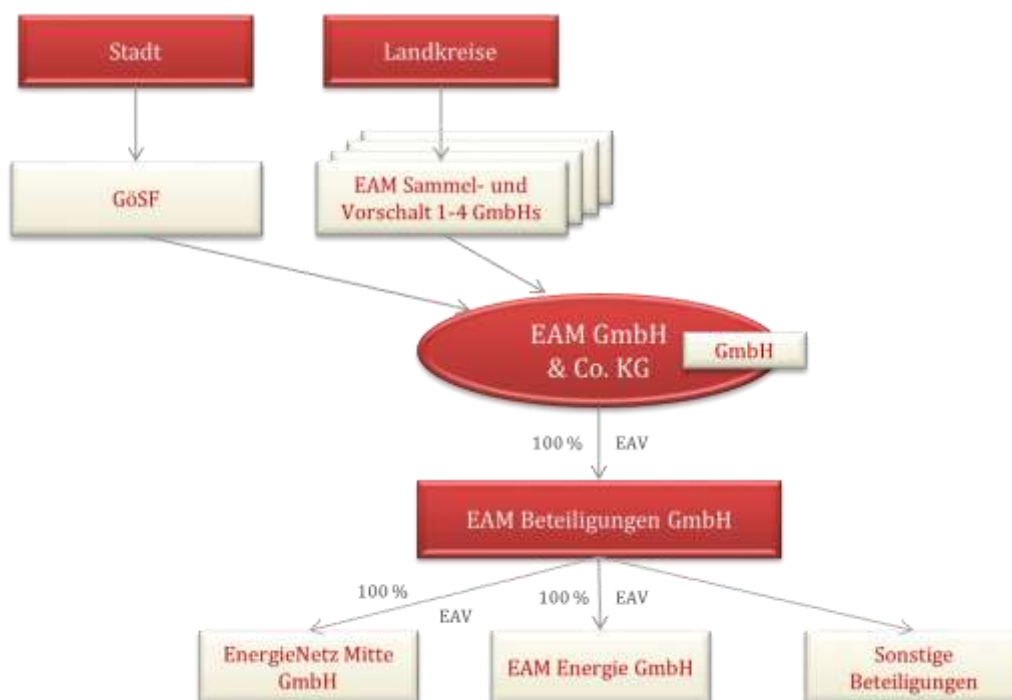 Stadt
Landkreise
GöSF
EAM Sammel- und
Vorschalt 1-4 GmbHs
EAM GmbH
& Co. KG
GmbH
100 %
EAV
EAM Beteiligungen GmbH
100 %
EAV
100 %
EAV
EnergieNetz Mitte
GmbH
EAM Energie GmbH
Sonstige
Beteiligungen